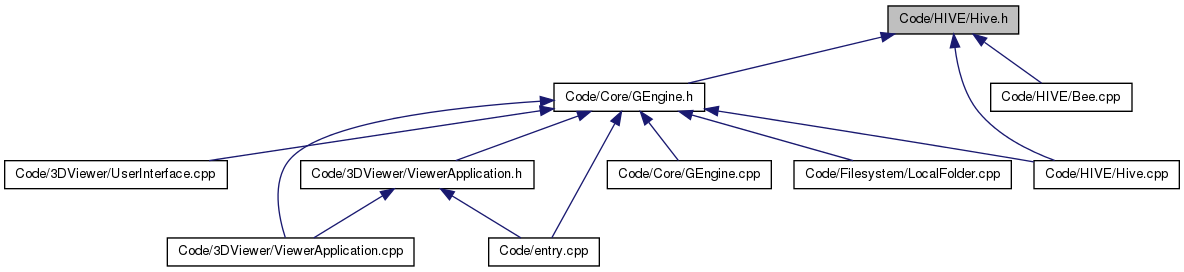 Code/HIVE/Hive.h
Code/Core/GEngine.h
Code/HIVE/Bee.cpp
Code/3DViewer/UserInterface.cpp
Code/3DViewer/ViewerApplication.h
Code/Core/GEngine.cpp
Code/Filesystem/LocalFolder.cpp
Code/HIVE/Hive.cpp
Code/3DViewer/ViewerApplication.cpp
Code/entry.cpp